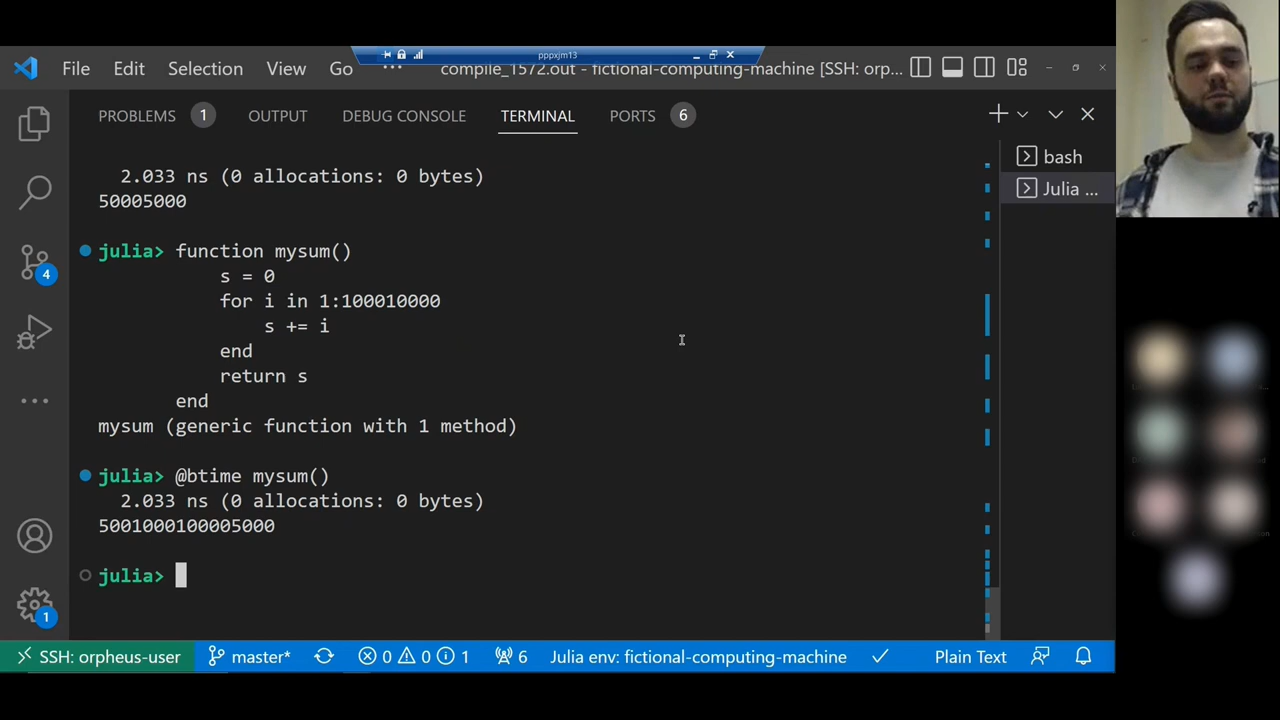 pppxjm13
File Edit Selection View Go ... compile_1572.out - fictional-computing-machine [SSH: orp...
PROBLEMS 1 OUTPUT DEBUG CONSOLE TERMINAL PORTS 6
bash
Julia ...
2.033 ns (0 allocations: 0 bytes)
50005000
julia> function mysum()
s = 0
for i in 1:100010000
s += i
end
return s
end
mysum (generic function with 1 method)
julia> @btime mysum()
2.033 ns (0 allocations: 0 bytes)
5001000100005000
julia>
4
1
SSH: orpheus-user master* 0 0 1 6 Julia env: fictional-computing-machine Plain Text